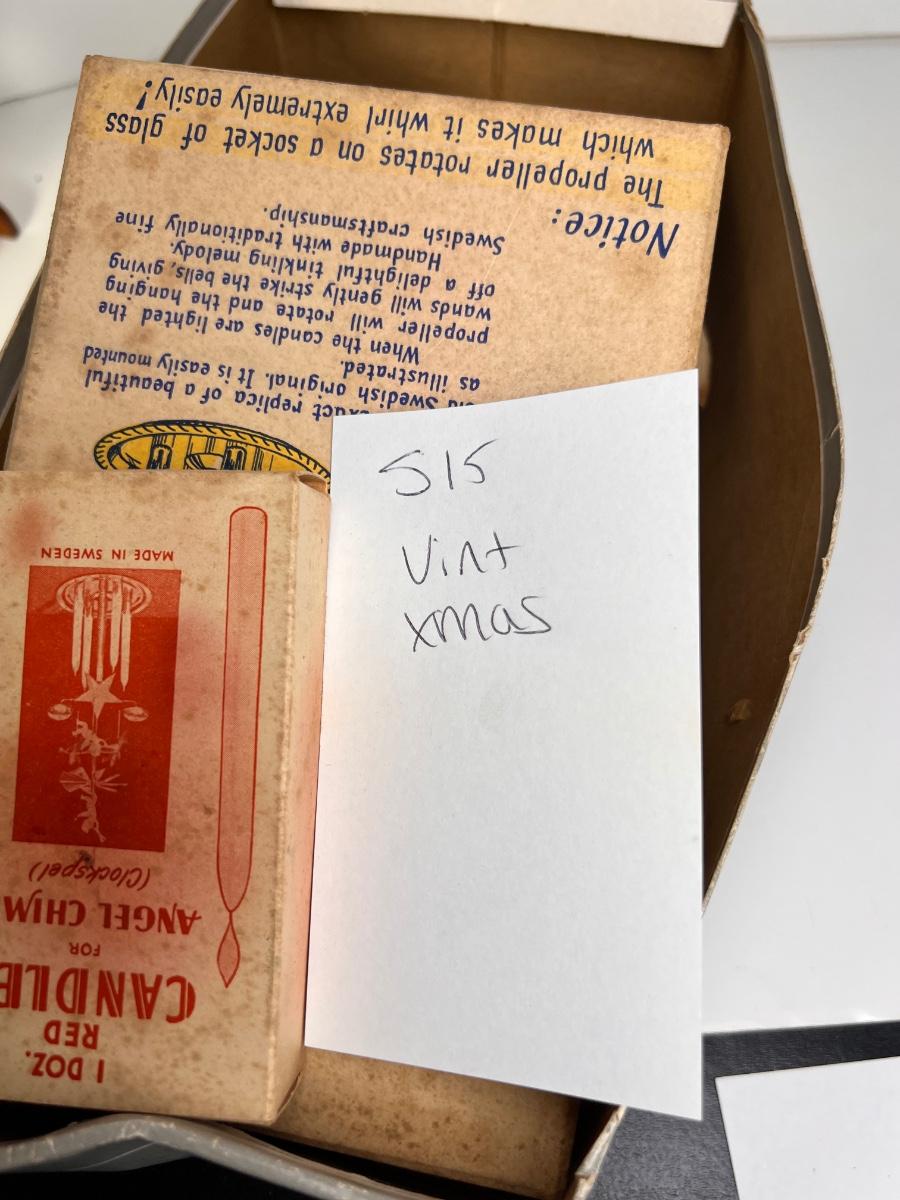 Notice:
The propeller rotates on a socket of glass
which makes it whirl extremely easily!
exact replica of a beautiful
Swedish original. It is easily mounted
as illustrated.
When the candles are lighted the
propeller will rotate and the hanging
wands will gently strike the bells, giving
off a delightful tinkling melody.
Handmade with traditionally fine
Swedish craftsmanship.
515
Vint
xmas
1 DOZ.
RED
CANDLE
FOR
ANGEL CHIM
(Clockspel)
MADE IN SWEDEN